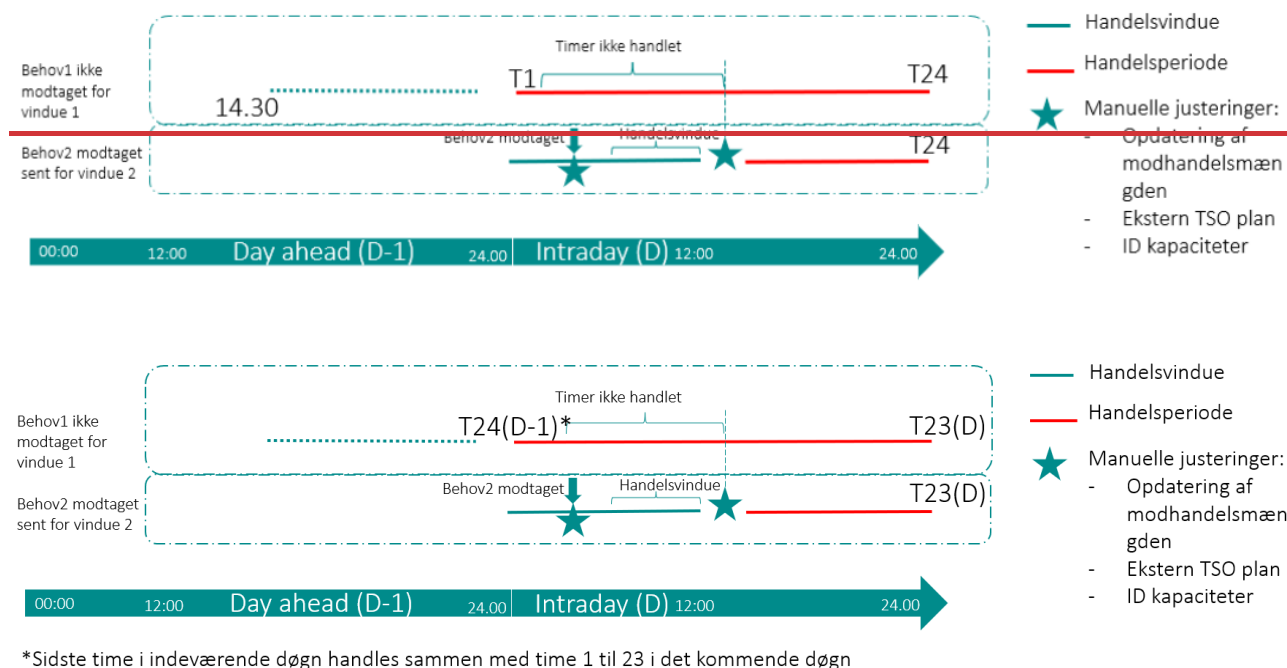 Handelsvindue
Timer ikke handlet
Behov1 ikke
modtaget for
vindue 1
T1
T24
Handelsperiode
14.30
Manuelle justeringer:
Behov2 modtaget
sent for vindue 2
Behov2 modtaget
Handelsvindue
T24
- Opdatering af
modhandelsmæn
gden
- Ekstern TSO plan
- ID kapaciteter
00:00
12:00
Day ahead (D-1)
24.00
Intraday (D)
12:00
24.00
Handelsvindue
Timer ikke handlet
Behov1 ikke
modtaget for
vindue 1
T24(D-1)*
T23(D)
Handelsperiode
Manuelle justeringer:
Behov2 modtaget
sent for vindue 2
Behov2 modtaget
Handelsvindue
T23(D)
- Opdatering af
modhandelsmæn
gden
- Ekstern TSO plan
- ID kapaciteter
00:00
12:00
Day ahead (D-1)
24.00
Intraday (D)
12:00
24.00
*Sidste time i indeværende døgn handles sammen med time 1 til 23 i det kommende døgn